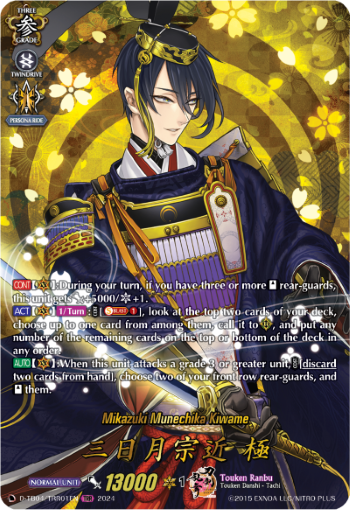 THREE
参
GRADE
TWINDRIVE
PERSONA RIDE
CONT : During your turn, if you have three or more rear-guards,
this unit gets +5000/ +1.
ACT 1/Turn : [ BLAST 1 ], look at the top two cards of your deck,
choose up to one card from among them, call it to , and put any
number of the remaining cards on the top or bottom of the deck in
any order.
AUTO : When this unit attacks a grade 3 or greater unit, [discard
two cards from hand], choose two of your front row rear-guards, and
them.
Mikazuki Munechika Kiwame
三日月宗近 極
NORMAL UNIT
13000
1
Touken Ranbu
Touken Danshi - Tachi
2024
©2015 EXNOA LLC/NITRO PLUS